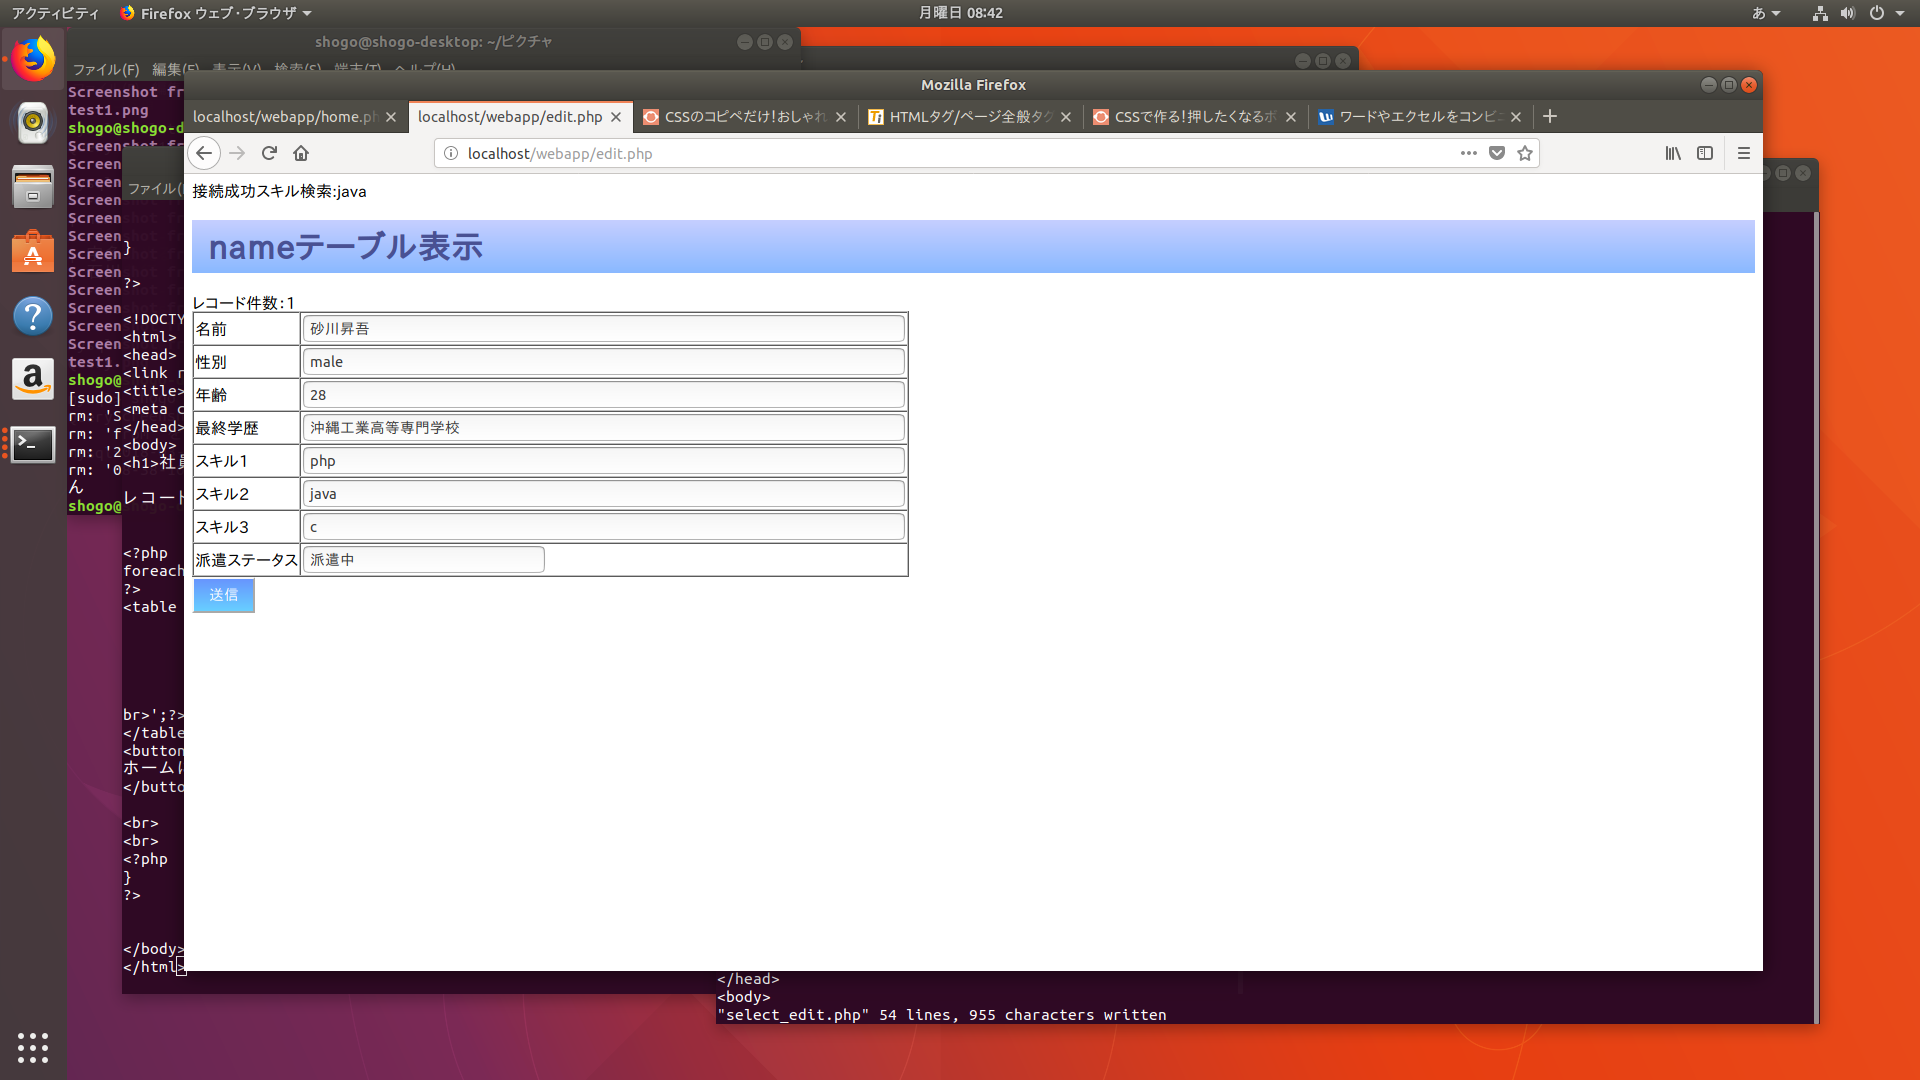 アクティビティ
Firefox ウェブ・ブラウザ
月曜日 08:42
あ
shogo@shogo-desktop: ~/ピクチャ
ファイル(F) 編集(E) 表示(V) 検索(S) 端末(T) ヘルプ(H)
Mozilla Firefox
localhost/webapp/home.ph
localhost/webapp/edit.php
CSSのコピペだけ！おしゃれ
HTMLタグ/ページ全般タグ
CSSで作る！押したくなるボ
ワードやエクセルをコンビニ
localhost/webapp/edit.php
接続成功スキル検索:java
nameテーブル表示
レコード件数：1
名前 砂川昇吾
性別 male
年齢 28
最終学歴 沖縄工業高等専門学校
スキル1 php
スキル2 java
スキル3 c
派遣ステータス 派遣中
送信
Screenshot fr
test1.png
shogo@shogo-d
Screenshot fr
Screen
Screen
Screen
Screen
Screen
Screen
Screen
Screen
Screen
Screen
Screen
test1.
shogo@
[sudo]
rm: 'S
rm: 'f
rm: '2
rm: '0
ん
shogo@
ファイル(
}
?>
<!DOCTY
<html>
<head>
<link r
<title>
<meta c
</head>
<body>
<h1>社員
レコード
<?php
foreach
?>
<table
br>';?>
</table
<button
ホームに
</butto
<br>
<br>
<?php
}
?>
</body>
</html>
</head>
<body>
"select_edit.php" 54 lines, 955 characters written